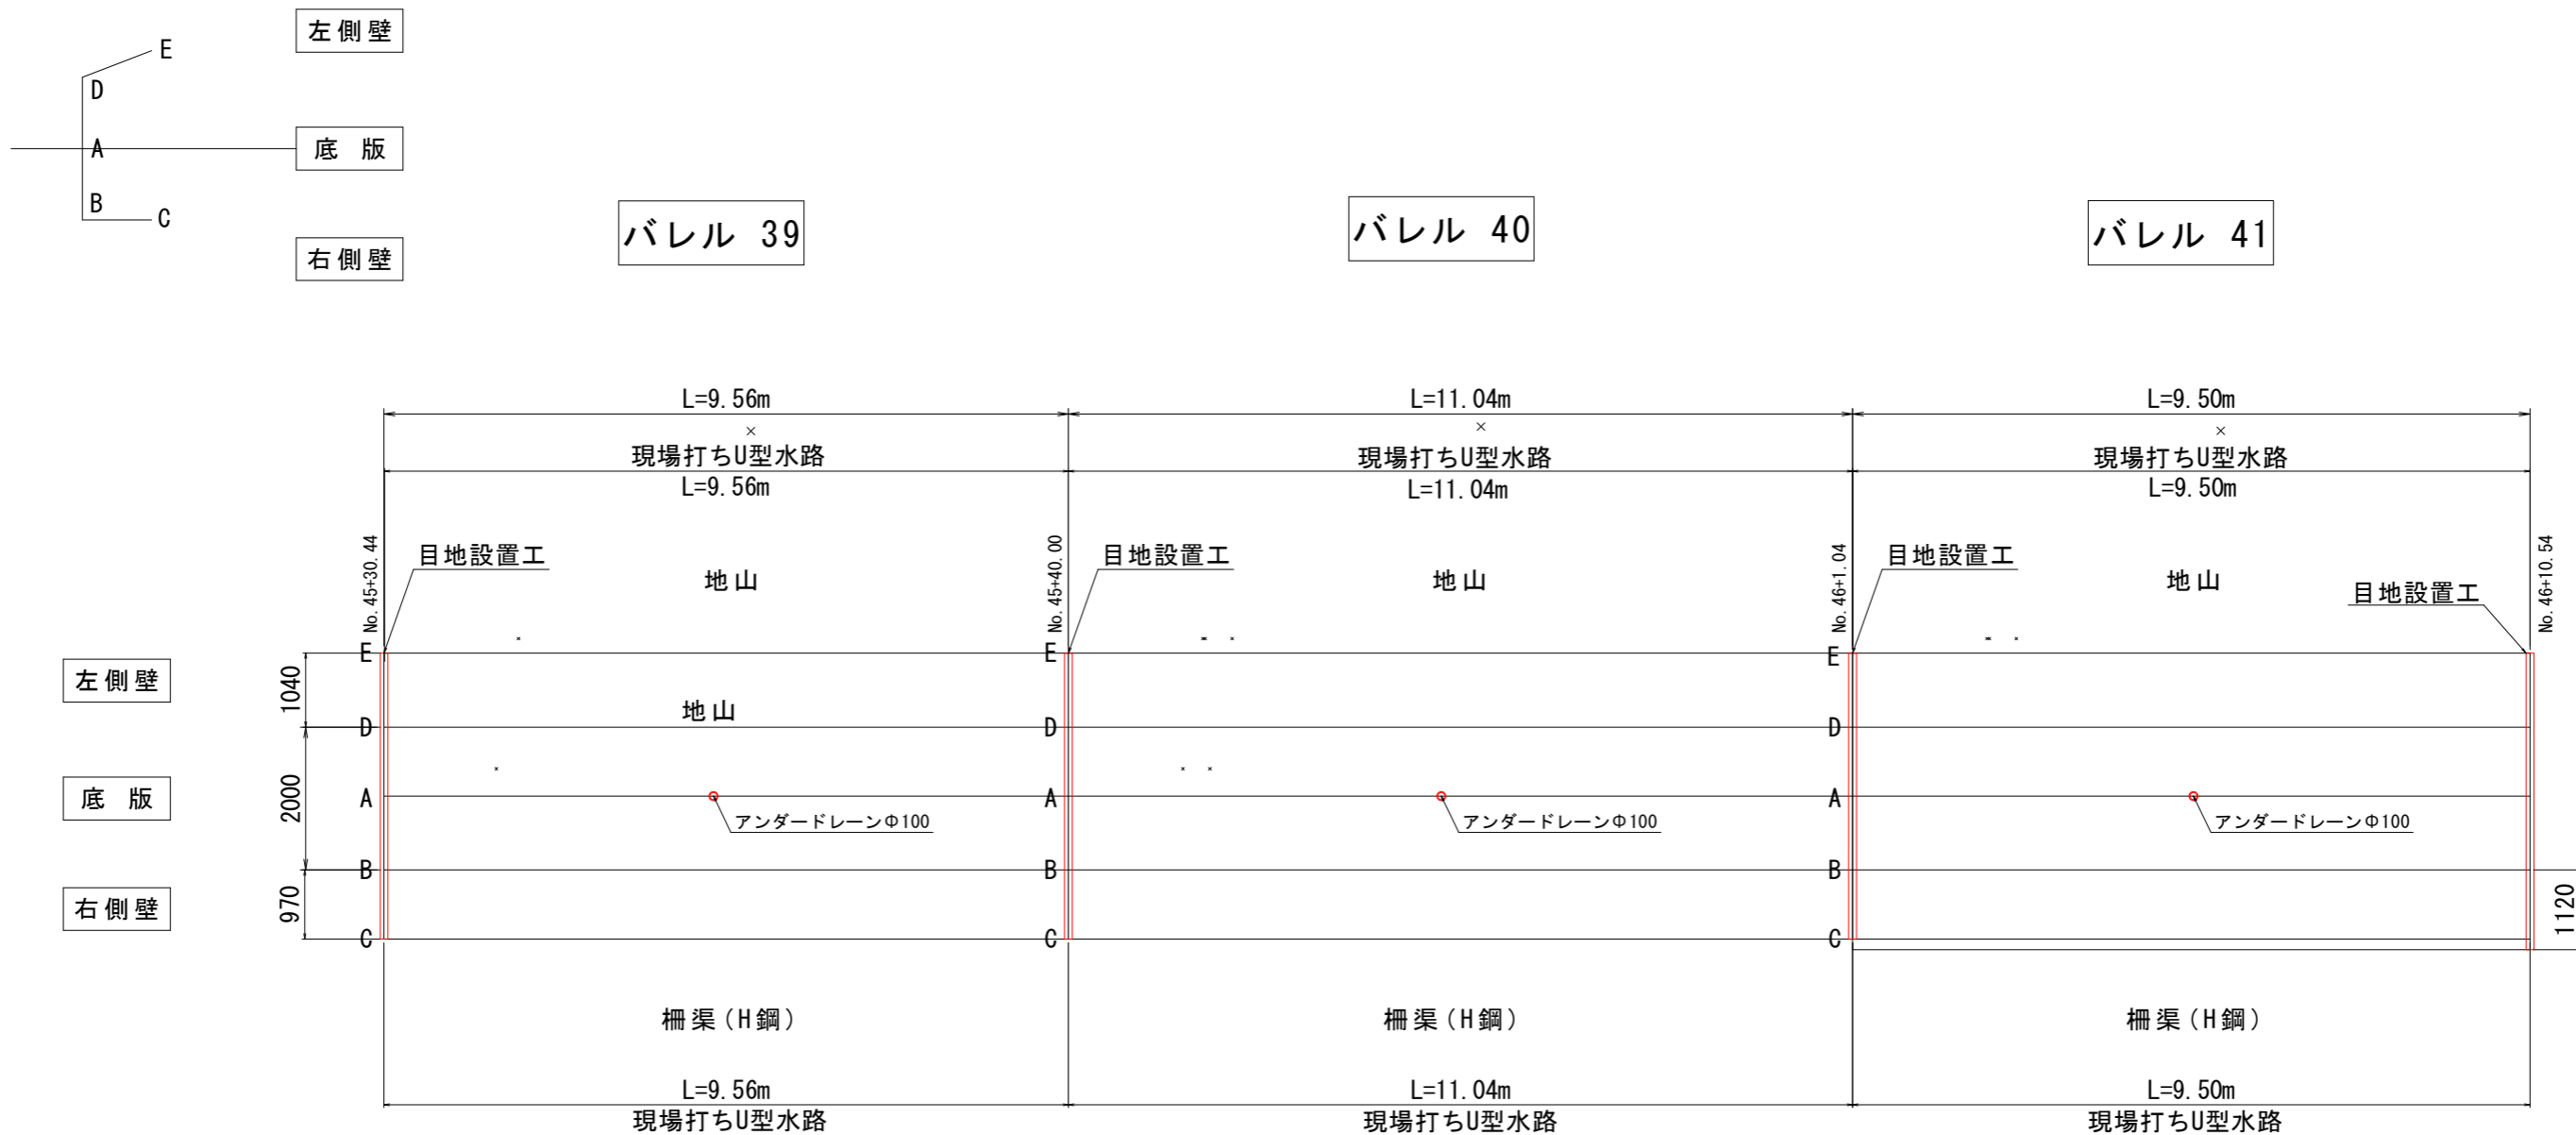 左側壁
E
D
底 版
A
B
C
右側壁
バレル 39
バレル 40
バレル 41
L=9.56m
L=11.04m
L=9.50m
現場打ちU型水路
現場打ちU型水路
現場打ちU型水路
L=9.56m
L=11.04m
L=9.50m
No.45+30.44
目地設置工
地山
No.45+40.00
目地設置工
地山
No.46+1.04
目地設置工
地山
目地設置工
No.46+10.54
E
E
E
左側壁
1040
地山
D
D
D
底 版
2000
A
A
A
アンダードレーンΦ100
アンダードレーンΦ100
アンダードレーンΦ100
B
B
B
右側壁
970
1120
C
C
C
柵渠(H鋼)
柵渠(H鋼)
柵渠(H鋼)
L=9.56m
L=11.04m
L=9.50m
現場打ちU型水路
現場打ちU型水路
現場打ちU型水路